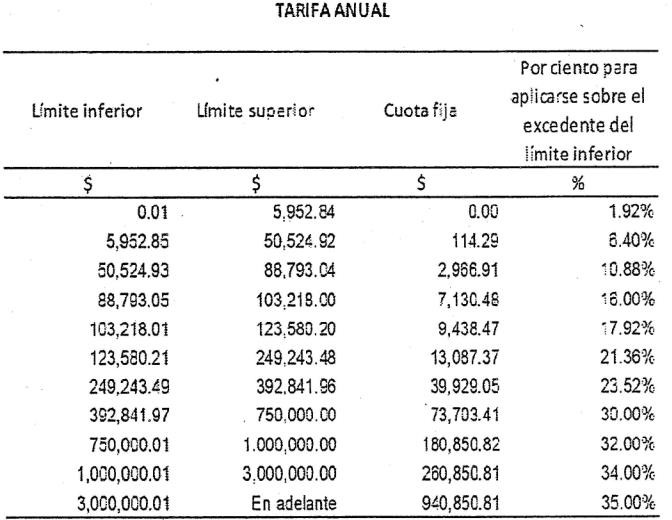 TARIFA ANUAL
Límite inferior Límite superior Cuota fija Por ciento para aplicarse sobre el excedente del límite inferior
$ $ $ %
0.01 5,952.84 0.00 1.92%
5,952.85 50,524.92 114.29 6.40%
50,524.93 88,793.04 2,966.91 10.88%
88,793.05 103,218.00 7,130.48 16.00%
103,218.01 123,580.20 9,438.47 17.92%
123,580.21 249,243.48 13,087.37 21.36%
249,243.49 392,841.96 39,929.05 23.52%
392,841.97 750,000.00 73,703.41 30.00%
750,000.01 1,000,000.00 180,850.82 32.00%
1,000,000.01 3,000,000.00 260,850.81 34.00%
3,000,000.01 En adelante 940,850.81 35.00%